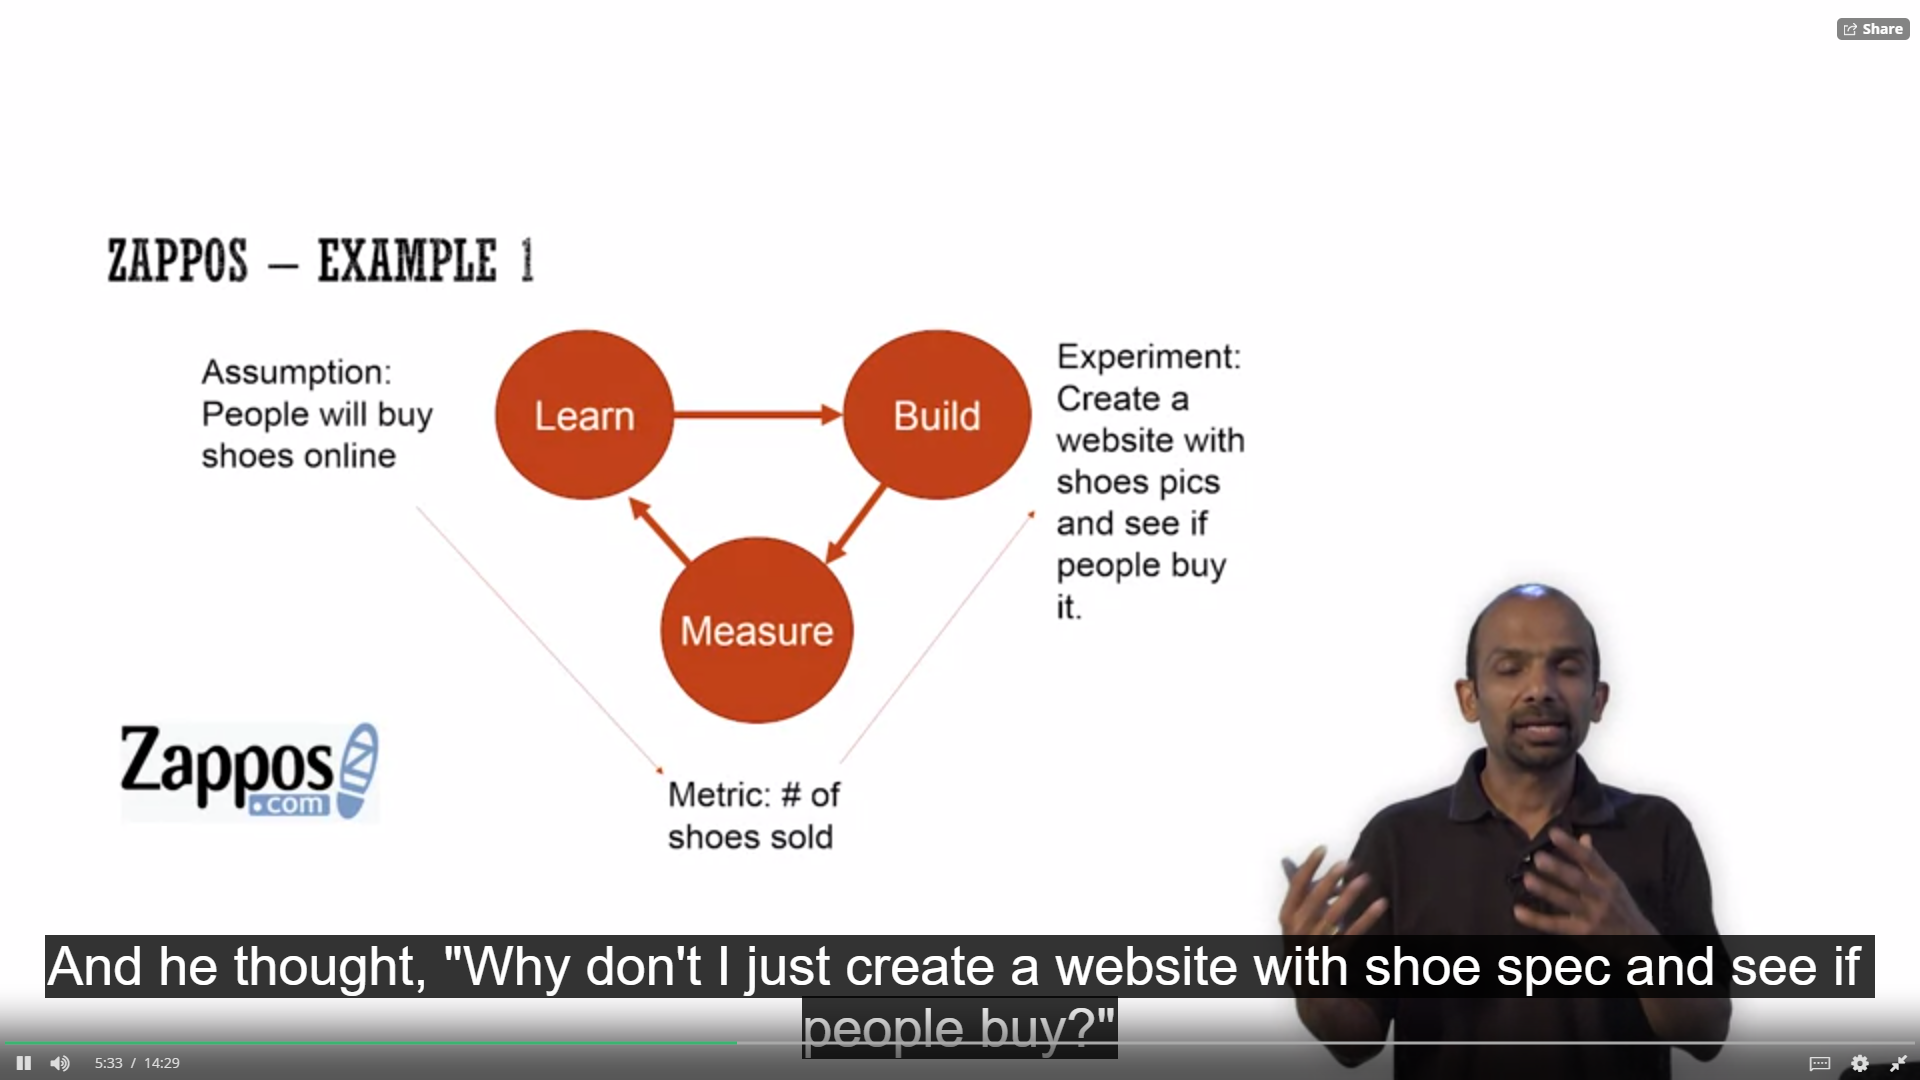 Share
ZAPPOS – EXAMPLE 1
Assumption:
People will buy
shoes online
Learn
Build
Experiment:
Create a
website with
shoes pics
and see if
people buy
it.
Measure
Zappos
.com
Metric: # of
shoes sold
And he thought, "Why don't I just create a website with shoe spec and see if
people buy?"
5:33 / 14:29